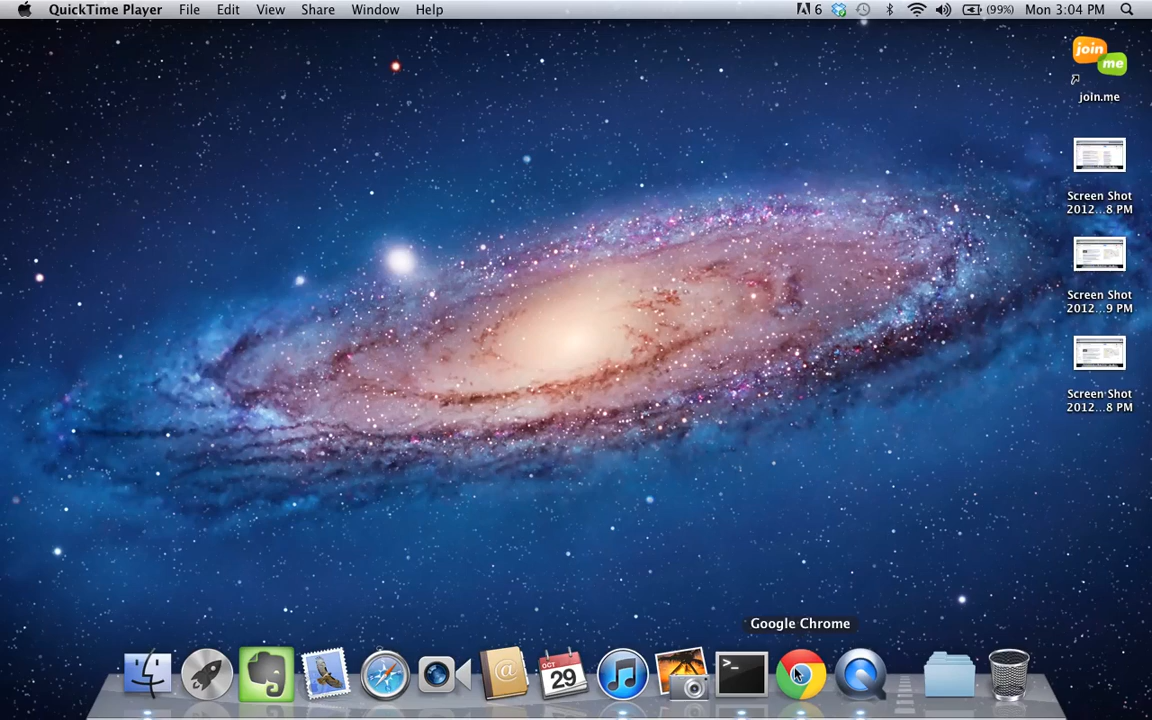 QuickTime Player File Edit View Share Window Help 6 (99%) Mon 3:04 PM
join
me
join.me
Screen Shot
2012...8 PM
Screen Shot
2012...9 PM
Screen Shot
2012...8 PM
Google Chrome
OCT
29
@
>_